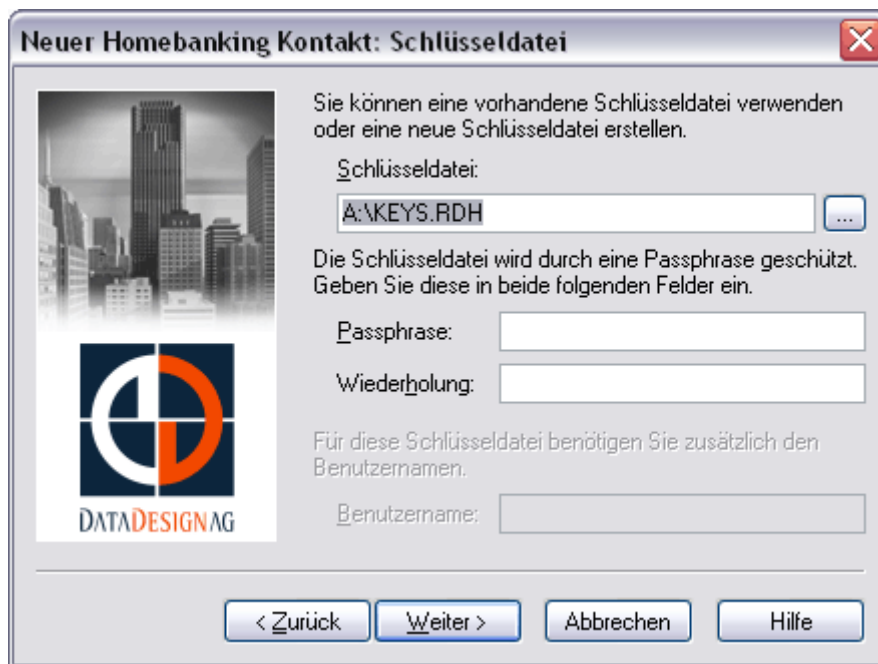 Neuer Homebanking Kontakt: Schlüsseldatei
Sie können eine vorhandene Schlüsseldatei verwenden
oder eine neue Schlüsseldatei erstellen.
Schlüsseldatei:
A:\KEYS.RDH
...
Die Schlüsseldatei wird durch eine Passphrase geschützt.
Geben Sie diese in beide folgenden Felder ein.
Passphrase:
Wiederholung:
Für diese Schlüsseldatei benötigen Sie zusätzlich den
Benutzernamen.
Benutzername:
DATADESIGNAG
< Zurück
Weiter >
Abbrechen
Hilfe